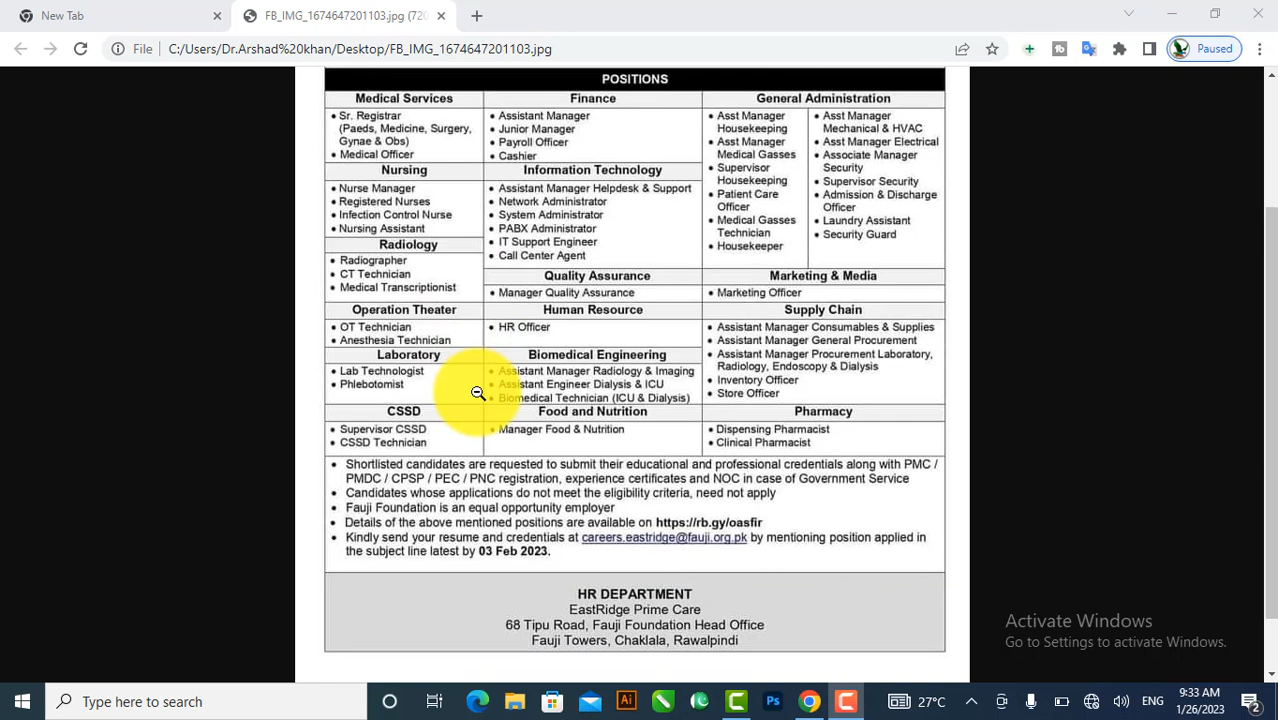 New Tab
FB_IMG_1674647201103.jpg (720
File
C:/Users/Dr.Arshad%20khan/Desktop/FB_IMG_1674647201103.jpg
Paused
POSITIONS
Medical Services
• Sr. Registrar
(Paeds, Medicine, Surgery,
Gynae & Obs)
• Medical Officer
Nursing
• Nurse Manager
• Registered Nurses
• Infection Control Nurse
• Nursing Assistant
Radiology
• Radiographer
• CT Technician
• Medical Transcriptionist
Operation Theater
• OT Technician
• Anesthesia Technician
Laboratory
• Lab Technologist
• Phlebotomist
CSSD
• Supervisor CSSD
• CSSD Technician
Finance
• Assistant Manager
• Junior Manager
• Payroll Officer
• Cashier
Information Technology
• Assistant Manager Helpdesk & Support
• Network Administrator
• System Administrator
• PABX Administrator
• IT Support Engineer
• Call Center Agent
Quality Assurance
• Manager Quality Assurance
Human Resource
• HR Officer
Biomedical Engineering
• Assistant Manager Radiology & Imaging
• Assistant Engineer Dialysis & ICU
• Biomedical Technician (ICU & Dialysis)
Food and Nutrition
• Manager Food & Nutrition
General Administration
• Asst Manager
Housekeeping
• Asst Manager
Medical Gasses
• Supervisor
Housekeeping
• Patient Care
Officer
• Medical Gasses
Technician
• Housekeeper
• Asst Manager
Mechanical & HVAC
• Asst Manager Electrical
• Associate Manager
Security
• Supervisor Security
• Admission & Discharge
Officer
• Laundry Assistant
• Security Guard
Marketing & Media
• Marketing Officer
Supply Chain
• Assistant Manager Consumables & Supplies
• Assistant Manager General Procurement
• Assistant Manager Procurement Laboratory,
Radiology, Endoscopy & Dialysis
• Inventory Officer
• Store Officer
Pharmacy
• Dispensing Pharmacist
• Clinical Pharmacist
• Shortlisted candidates are requested to submit their educational and professional credentials along with PMC /
PMDC / CPSP / PEC / PNC registration, experience certificates and NOC in case of Government Service
• Candidates whose applications do not meet the eligibility criteria, need not apply
• Fauji Foundation is an equal opportunity employer
• Details of the above mentioned positions are available on https://rb.gy/oasfir
• Kindly send your resume and credentials at careers.eastridge@fauji.org.pk by mentioning position applied in
the subject line latest by 03 Feb 2023.
HR DEPARTMENT
EastRidge Prime Care
68 Tipu Road, Fauji Foundation Head Office
Fauji Towers, Chaklala, Rawalpindi
Activate Windows
Go to Settings to activate Windows.
Type here to search
Ai
Ps
27°C
ENG
9:33 AM
1/26/2023
2